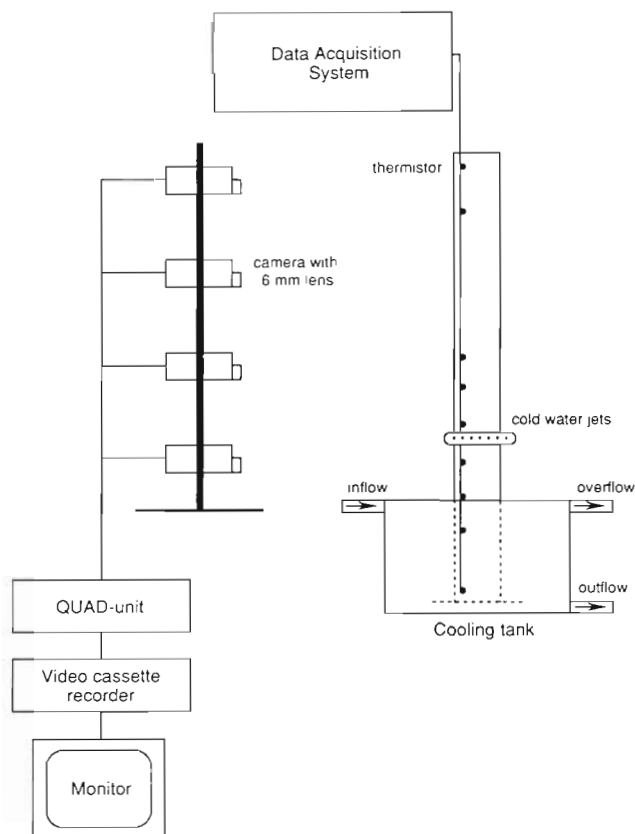 Data Acquisition
System
thermistor
camera with
6 mm lens
cold water jets
inflow
overflow
outflow
QUAD-unit
Cooling tank
Video cassette
recorder
Monitor